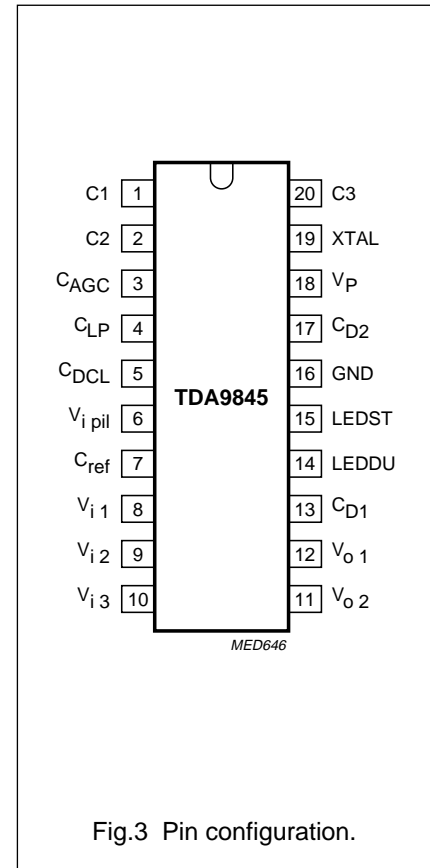 C1 1
20 C3
C2 2
19 XTAL
CAGC 3
18 VP
CLP 4
17 CD2
CDCL 5
16 GND
TDA9845
Vi pil 6
15 LEDST
Cref 7
14 LEDDU
Vi 1 8
13 CD1
Vi 2 9
12 Vo 1
Vi 3 10
11 Vo 2
MED646
Fig.3 Pin configuration.